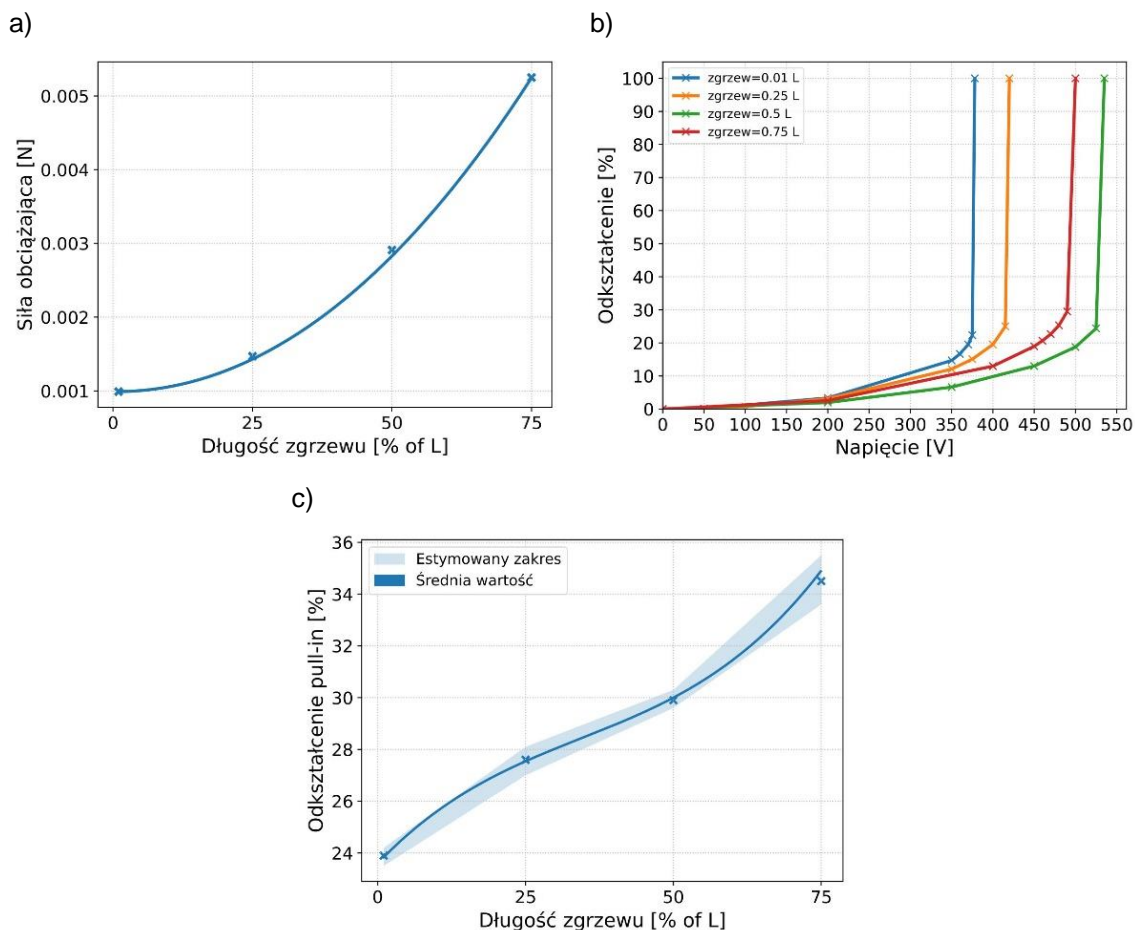 a)
b)
Siła obciążająca [N]
0.005
0.004
0.003
0.002
0.001
0
25
50
75
Długość zgrzewu [% of L]
Odkształcenie [%]
100
90
80
70
60
50
40
30
20
10
0
zgrzew=0.01 L
zgrzew=0.25 L
zgrzew=0.5 L
zgrzew=0.75 L
0 50 100 150 200 250 300 350 400 450 500 550
Napięcie [V]
c)
Odkształcenie pull-in [%]
36
34
32
30
28
26
24
Estymowany zakres
Średnia wartość
0
25
50
75
Długość zgrzewu [% of L]